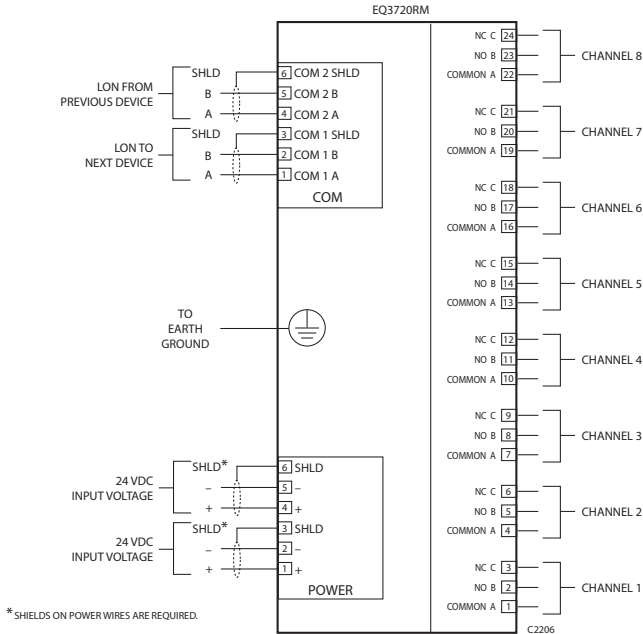 EQ3720RM
LON FROM
PREVIOUS DEVICE
SHLD
B
A
6 COM 2 SHLD
5 COM 2 B
4 COM 2 A
LON TO
NEXT DEVICE
SHLD
B
A
3 COM 1 SHLD
2 COM 1 B
1 COM 1 A
COM
TO
EARTH
GROUND
24 VDC
INPUT VOLTAGE
SHLD*
–
+
6 SHLD
5 –
4 +
24 VDC
INPUT VOLTAGE
SHLD*
–
+
3 SHLD
2 –
1 +
POWER
* SHIELDS ON POWER WIRES ARE REQUIRED.
NC C 24
NO B 23
COMMON A 22
CHANNEL 8
NC C 21
NO B 20
COMMON A 19
CHANNEL 7
NC C 18
NO B 17
COMMON A 16
CHANNEL 6
NC C 15
NO B 14
COMMON A 13
CHANNEL 5
NC C 12
NO B 11
COMMON A 10
CHANNEL 4
NC C 9
NO B 8
COMMON A 7
CHANNEL 3
NC C 6
NO B 5
COMMON A 4
CHANNEL 2
NC C 3
NO B 2
COMMON A 1
CHANNEL 1
C2206